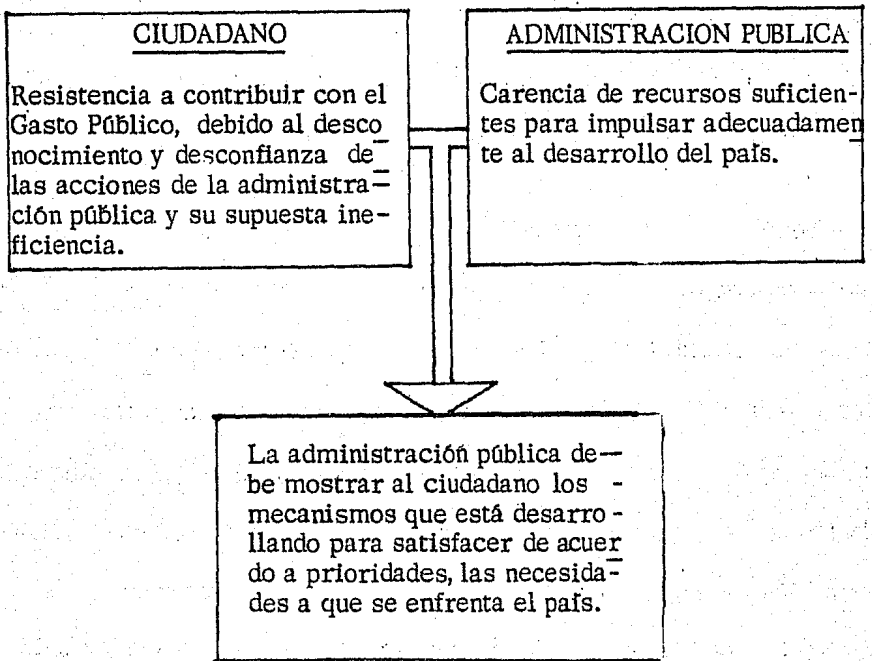 CIUDADANO
Resistencia a contribuir con el
Gasto Público, debido al desco
nocimiento y desconfianza de
las acciones de la administra-
ción pública y su supuesta ine-
ficiencia.
ADMINISTRACION PUBLICA
Carencia de recursos suficien-
tes para impulsar adecuadamen
te al desarrollo del país.
La administración pública de-
be mostrar al ciudadano los -
mecanismos que está desarro -
llando para satisfacer de acuer
do a prioridades, las necesida-
des a que se enfrenta el país.